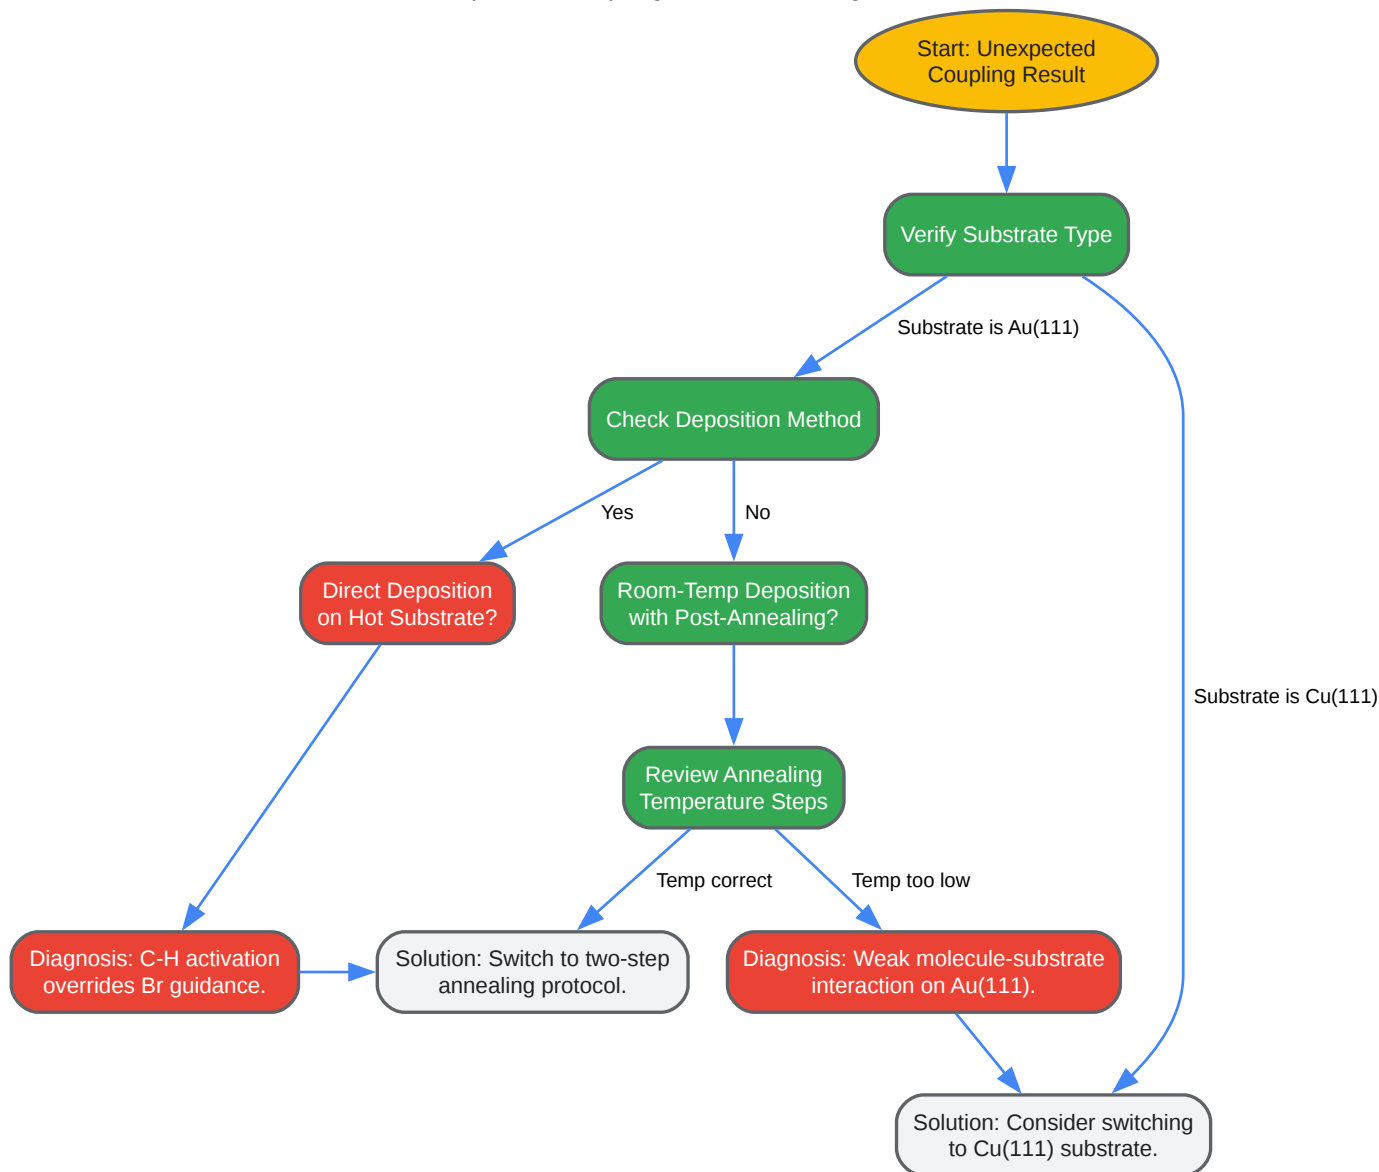 Start: Unexpected
Coupling Result
Verify Substrate Type
Substrate is Au(111)
Check Deposition Method
Yes
No
Direct Deposition
on Hot Substrate?
Room-Temp Deposition
with Post-Annealing?
Substrate is Cu(111)
Review Annealing
Temperature Steps
Temp correct
Temp too low
Diagnosis: C-H activation
overrides Br guidance.
Solution: Switch to two-step
annealing protocol.
Diagnosis: Weak molecule-substrate
interaction on Au(111).
Solution: Consider switching
to Cu(111) substrate.